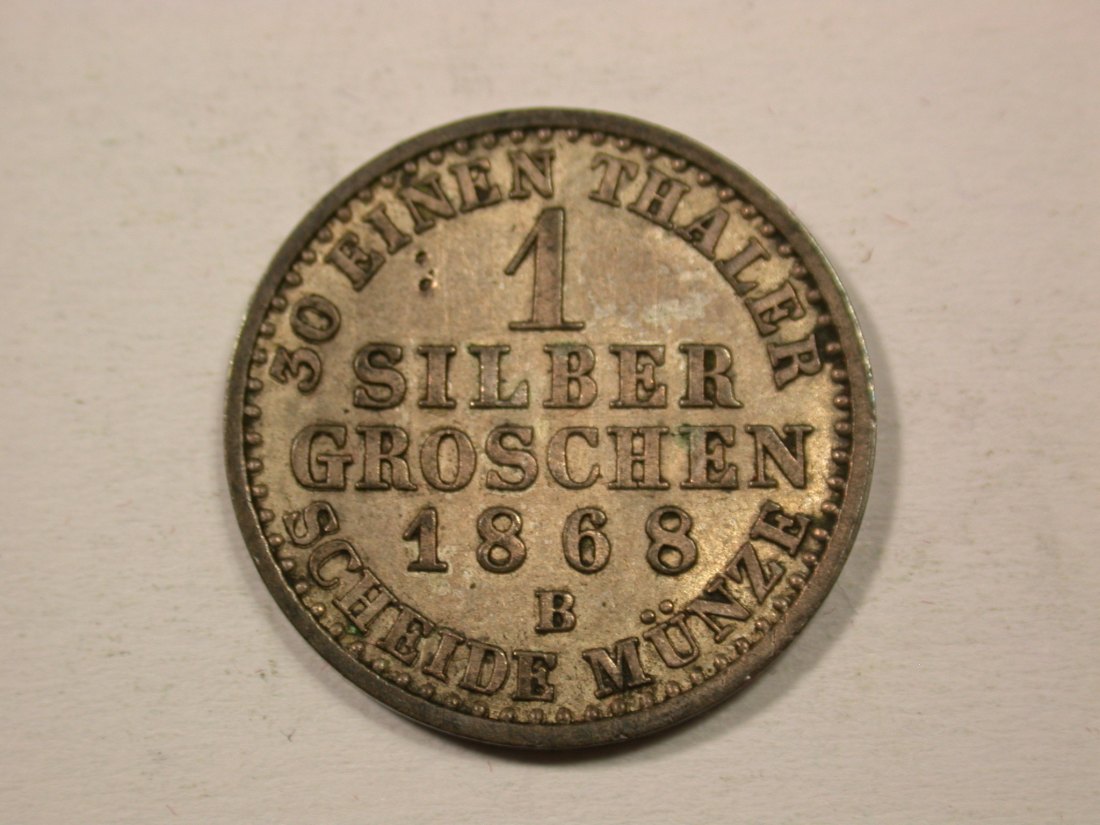 30 EINEN THALER
1
SILBER
GROSCHEN
1868
B
SCHEIDE MÜNZE